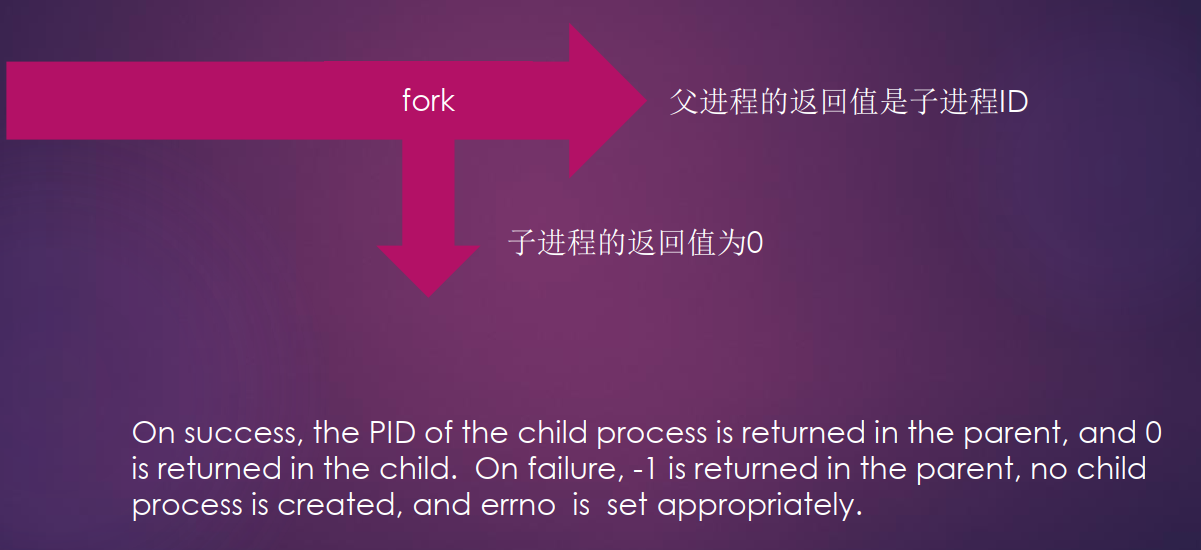 fork
父进程的返回值是子进程ID
子进程的返回值为0
On success, the PID of the child process is returned in the parent, and 0
is returned in the child.  On failure, -1 is returned in the parent, no child
process is created, and errno  is  set appropriately.